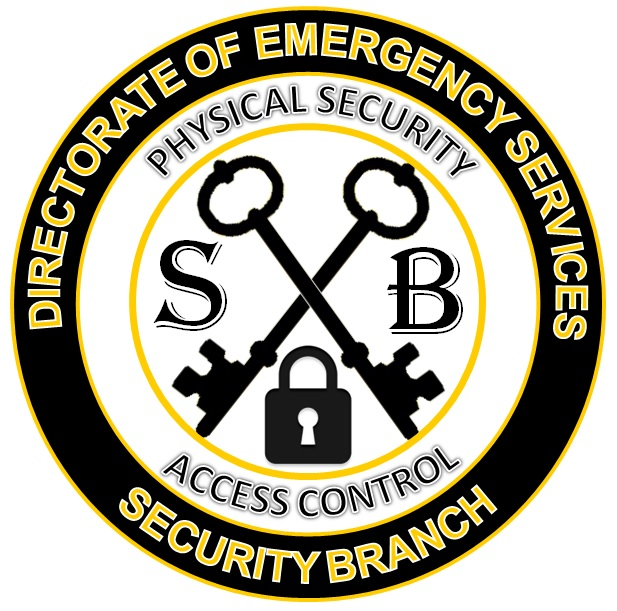 DIRECTORATE OF EMERGENCY SERVICES
PHYSICAL SECURITY
S B
ACCESS CONTROL
SECURITY BRANCH